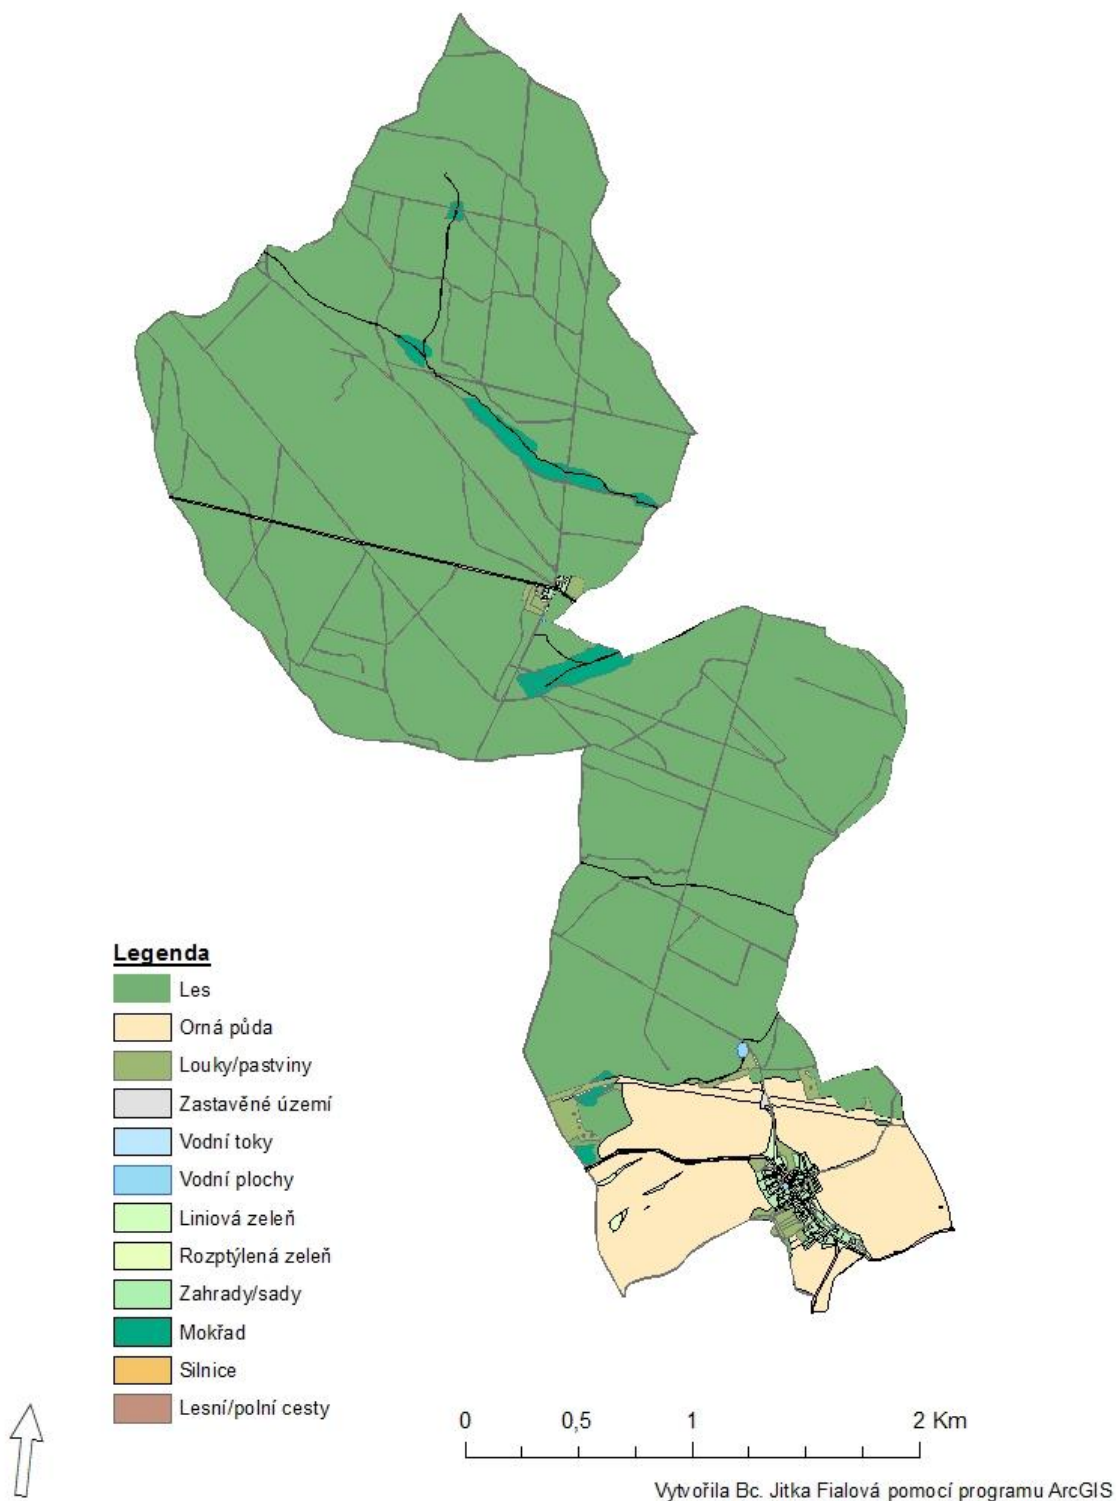 Legenda
Les
Orná půda
Louky/pastviny
Zastavěné území
Vodní toky
Vodní plochy
Liniová zeleň
Rozptýlená zeleň
Zahrady/sady
Mokřad
Silnice
Lesní/polní cesty
0 0,5 1 2 Km
Vytvořila Bc. Jitka Fialová pomocí programu ArcGIS